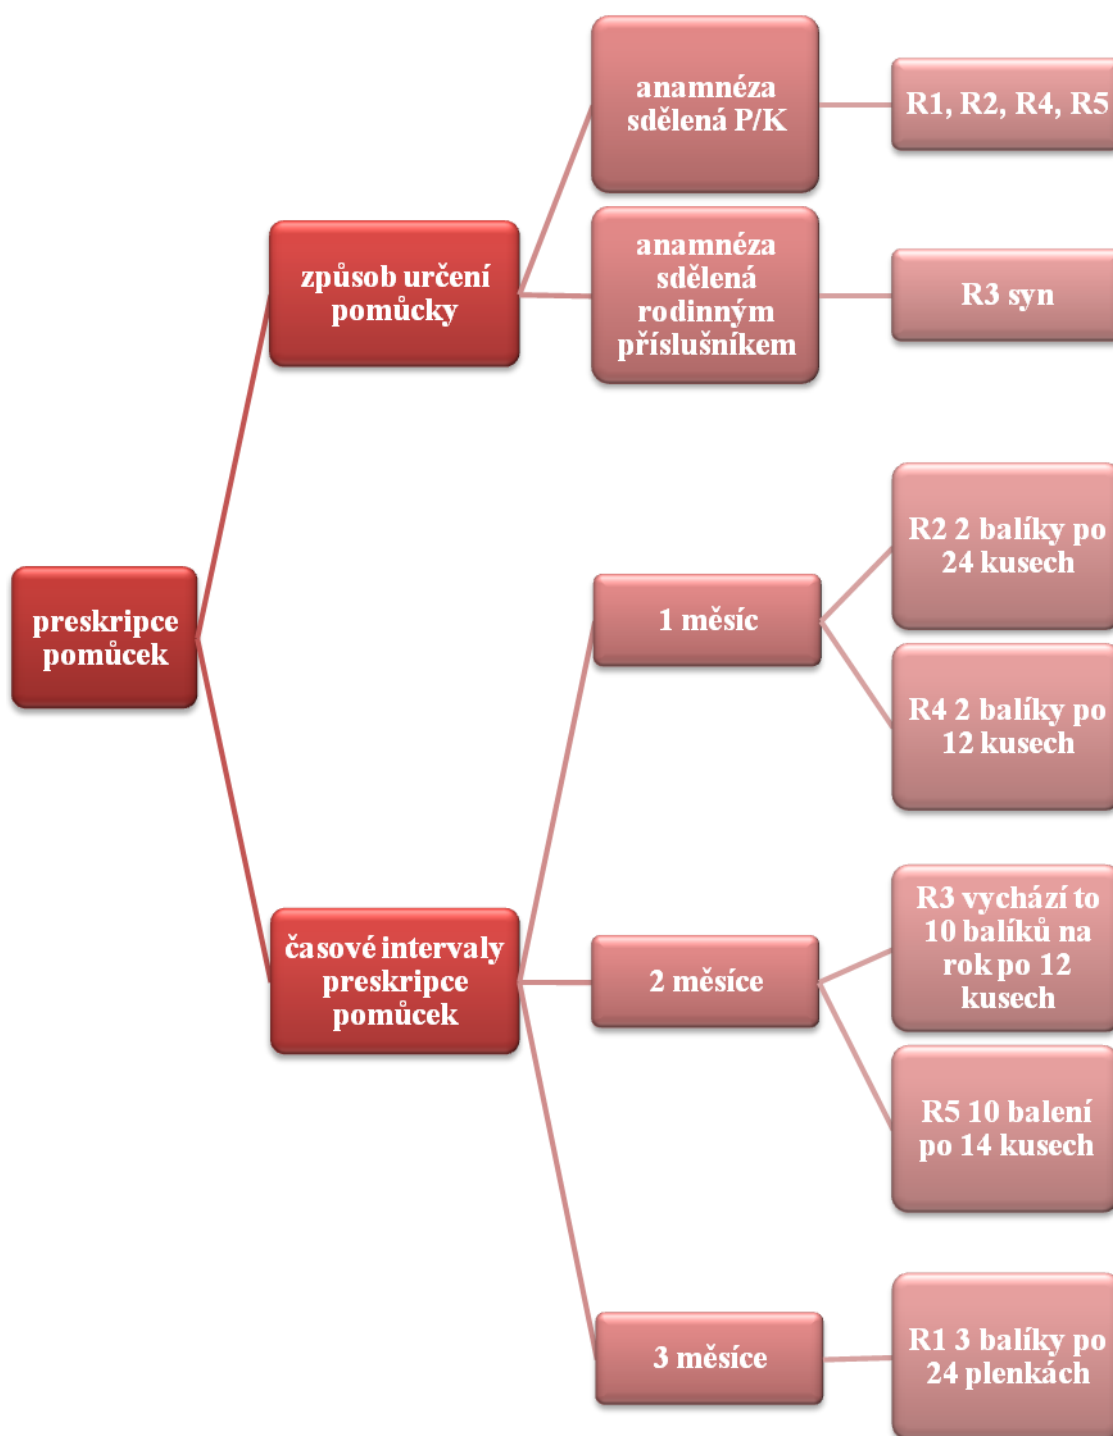 preskripce
pomůcek
způsob určení
pomůcky
anamnéza
sdělená P/K
R1, R2, R4, R5
anamnéza
sdělená
rodinným
příslušníkem
R3 syn
časové intervaly
preskripce
pomůcek
1 měsíc
R2 2 balíky po
24 kusech
R4 2 balíky po
12 kusech
2 měsíce
R3 vychází to
10 balíků na
rok po 12
kusech
R5 10 balení
po 14 kusech
3 měsíce
R1 3 balíky po
24 plenkách